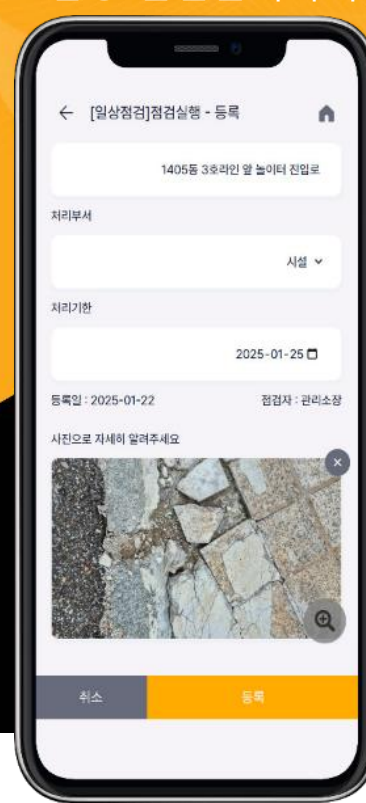 ← [일상점검]점검실행 - 등록
1405동 3호라인 앞 놀이터 진입로
처리부서
시설
처리기한
2025-01-25
등록일 : 2025-01-22 점검자 : 관리소장
사진으로 자세히 알려주세요
취소 등록